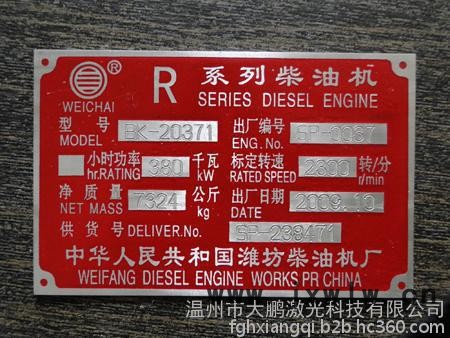 WEICHAI ® R 系列柴油机
SERIES DIESEL ENGINE
型号 BK-20371 出厂编号 SP-0087
MODEL ENG.No.
小时功率 380 千瓦 标定转速 2300 转/分
hr.RATING kW RATED SPEED r/min
净质量 7324 公斤 出厂日期 2009.10
NET MASS kg DATE
供货号 DELIVER.No. SP-238471
中华人民共和国潍坊柴油机厂
WEIFANG DIESEL ENGINE WORKS PR CHINA
温州市大鹏激光科技有限公司
fghxiangqi.b2b.hc360.com